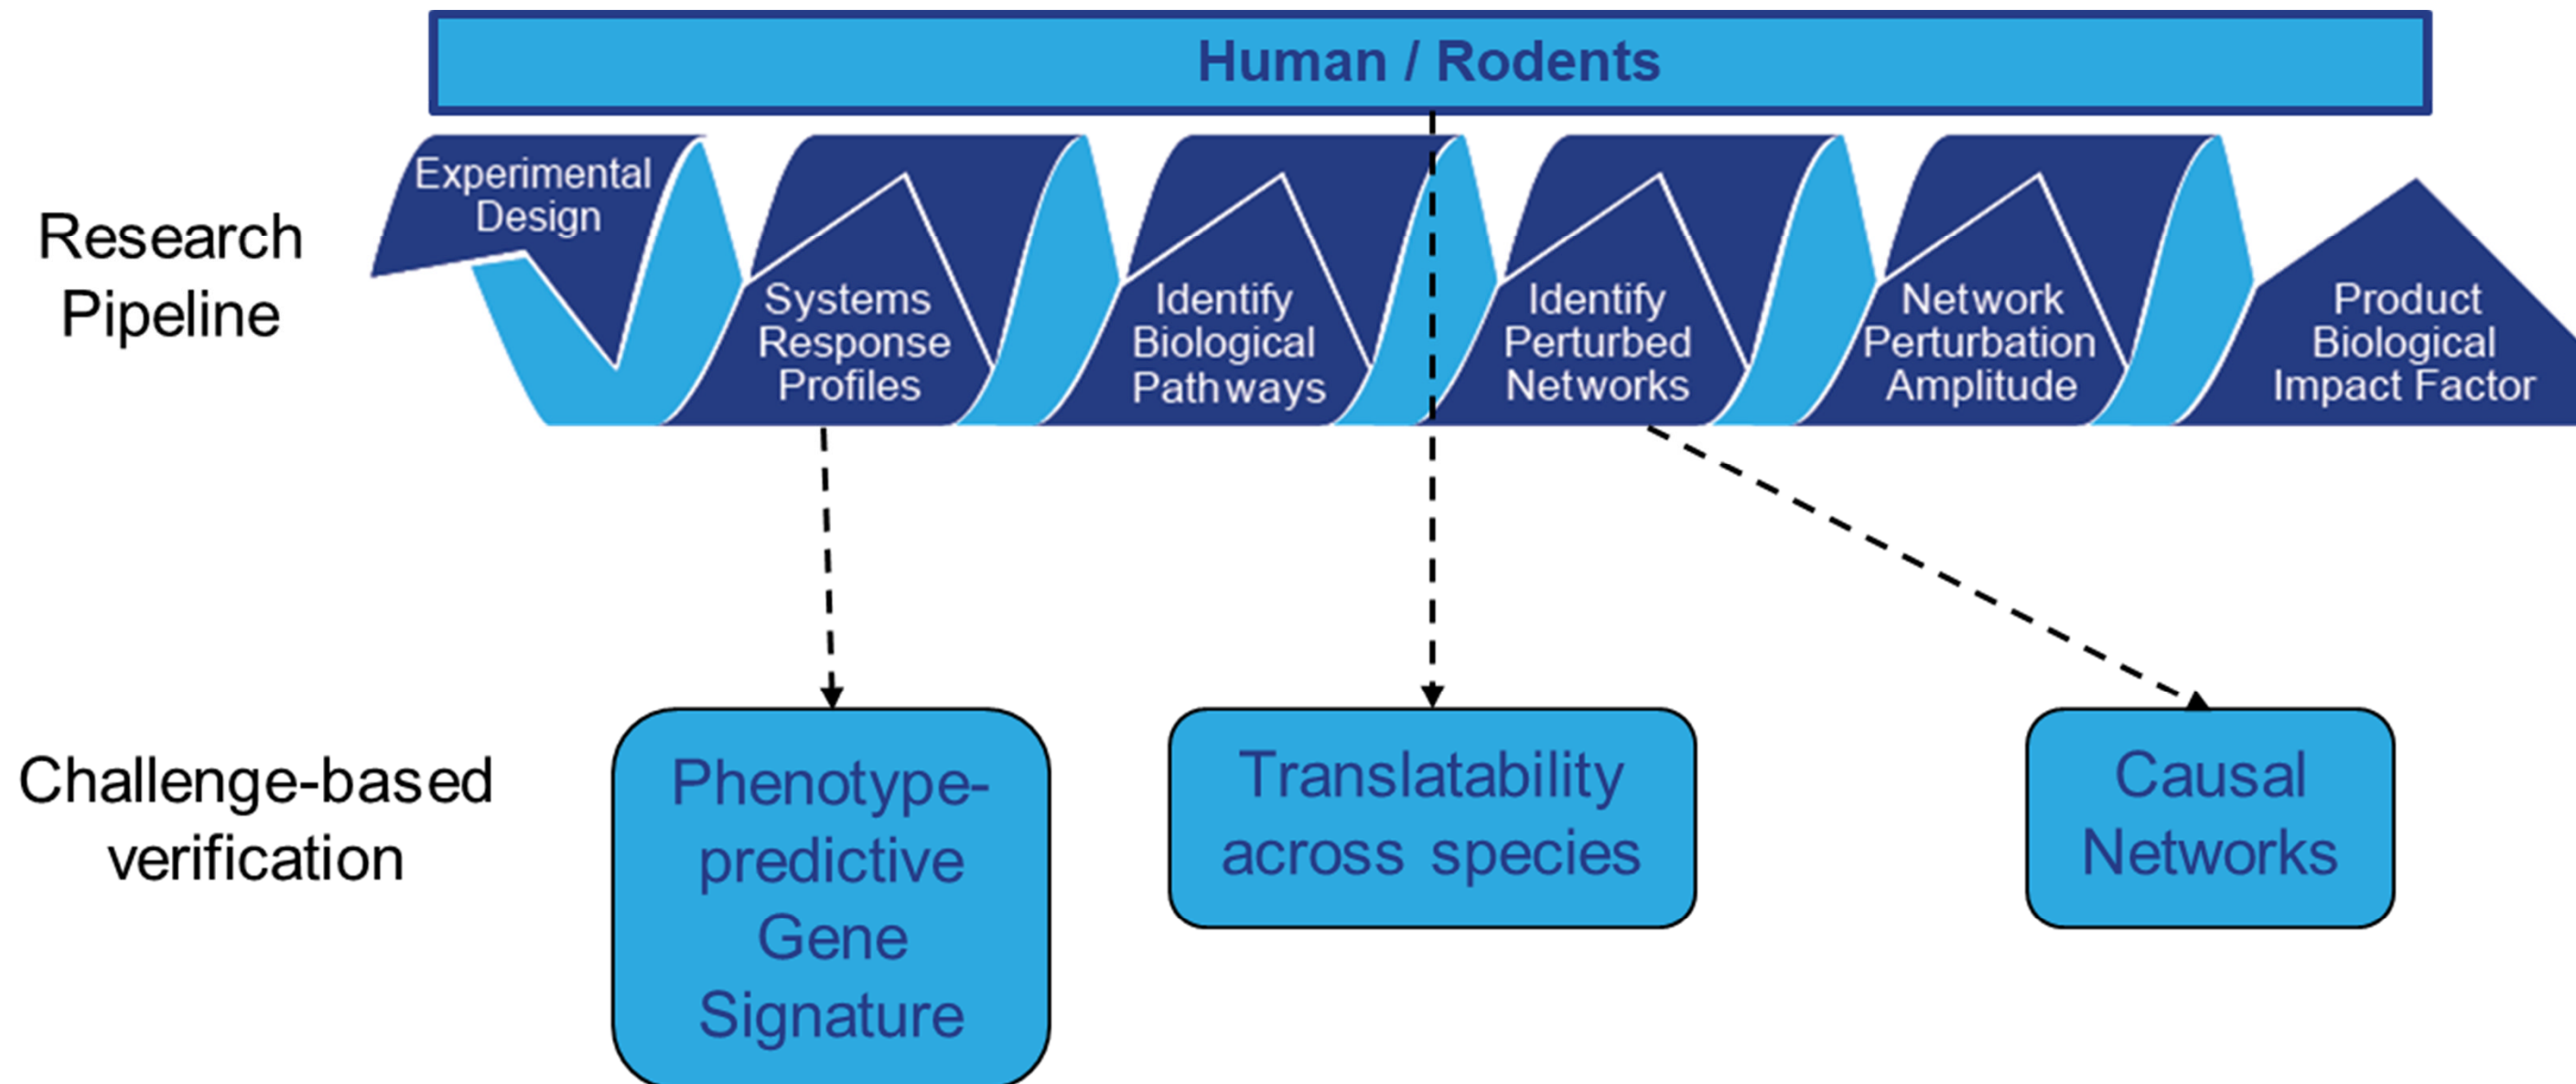 Human / Rodents
Research
Pipeline
Experimental
Design
Systems
Response
Profiles
Identify
Biological
Pathways
Identify
Perturbed
Networks
Network
Perturbation
Amplitude
Product
Biological
Impact Factor
Challenge-based
verification
Phenotype-
predictive
Gene
Signature
Translatability
across species
Causal
Networks